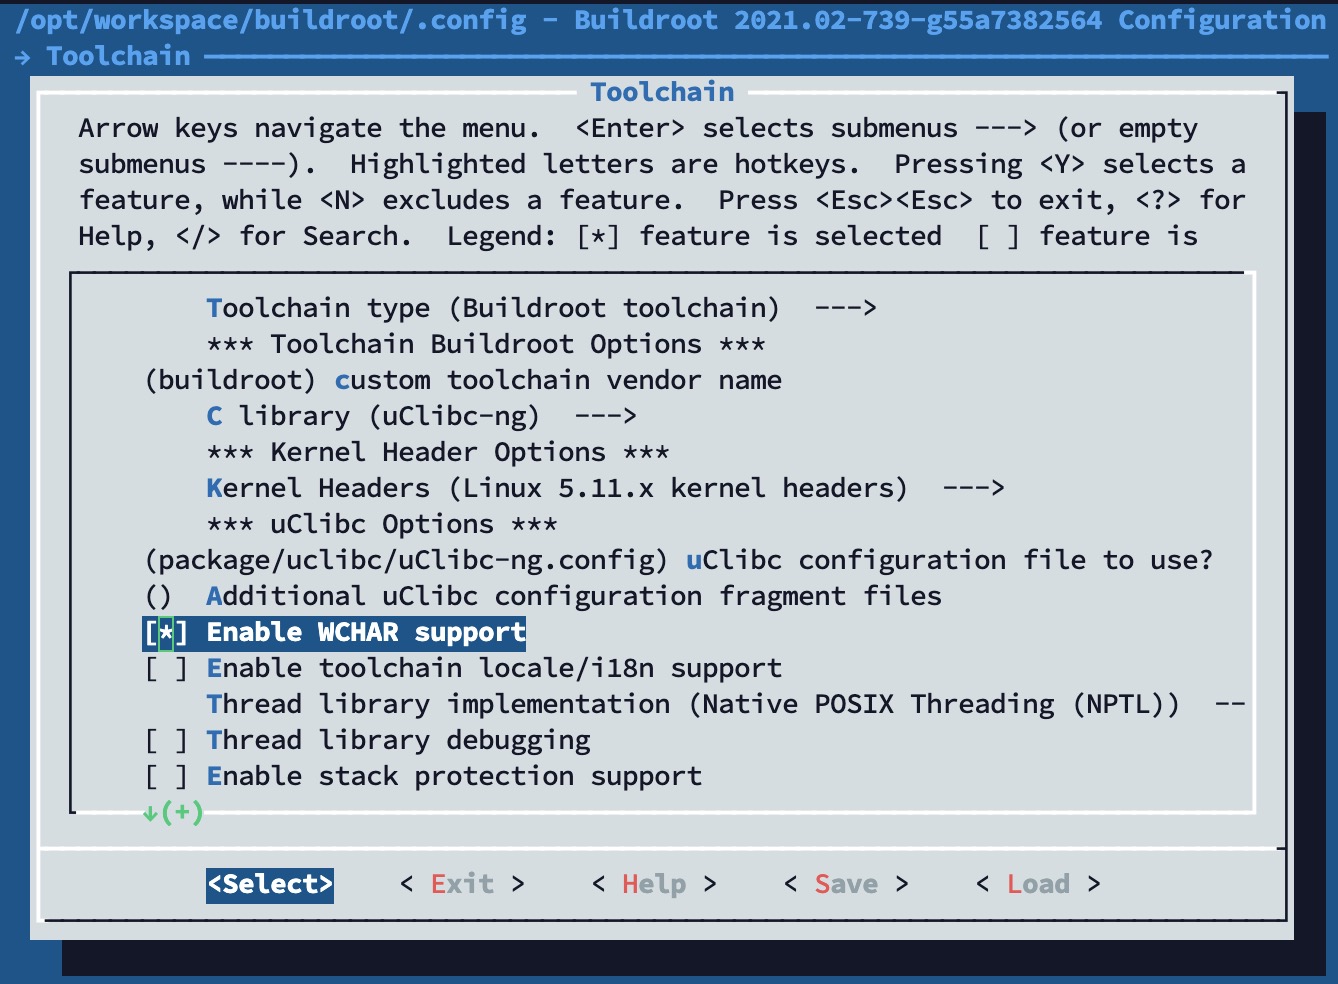 /opt/workspace/buildroot/.config - Buildroot 2021.02-739-g55a7382564 Configuration
→ Toolchain
Toolchain
Arrow keys navigate the menu.  <Enter> selects submenus ---> (or empty
submenus ----).  Highlighted letters are hotkeys.  Pressing <Y> selects a
feature, while <N> excludes a feature.  Press <Esc><Esc> to exit, <?> for
Help, </> for Search.  Legend: [*] feature is selected  [ ] feature is
Toolchain type (Buildroot toolchain)  --->
*** Toolchain Buildroot Options ***
(buildroot) custom toolchain vendor name
C library (uClibc-ng)  --->
*** Kernel Header Options ***
Kernel Headers (Linux 5.11.x kernel headers)  --->
*** uClibc Options ***
(package/uclibc/uClibc-ng.config) uClibc configuration file to use?
()  Additional uClibc configuration fragment files
[*] Enable WCHAR support
[ ] Enable toolchain locale/i18n support
Thread library implementation (Native POSIX Threading (NPTL))  --
[ ] Thread library debugging
[ ] Enable stack protection support
↓(+)
<Select>    < Exit >    < Help >    < Save >    < Load >